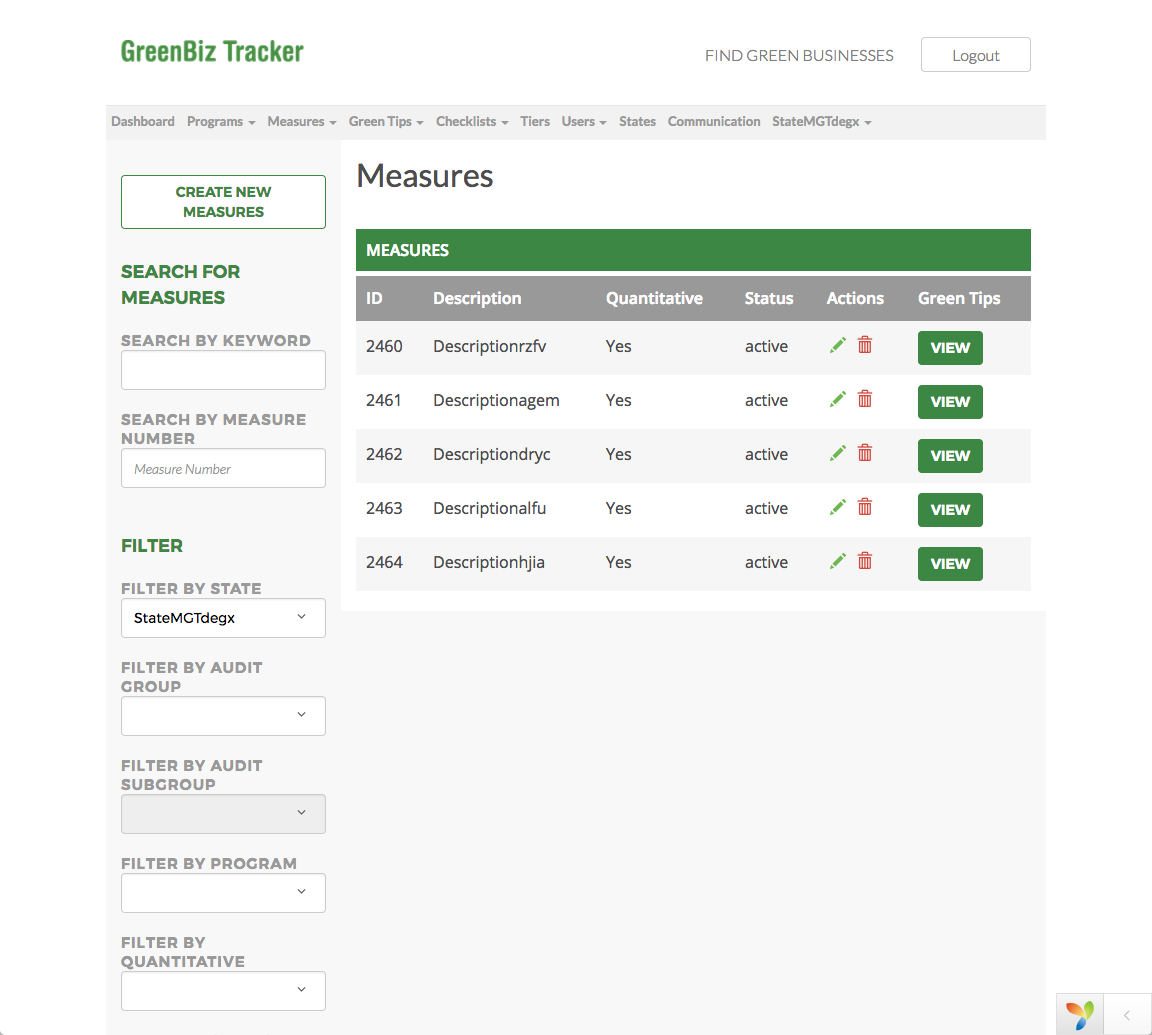 GreenBiz Tracker
FIND GREEN BUSINESSES
Logout
Dashboard Programs Measures Green Tips Checklists Tiers Users States Communication StateMGTdegx
CREATE NEW
MEASURES
SEARCH FOR
MEASURES
SEARCH BY KEYWORD
SEARCH BY MEASURE
NUMBER
Measure Number
FILTER
FILTER BY STATE
StateMGTdegx
FILTER BY AUDIT
GROUP
FILTER BY AUDIT
SUBGROUP
FILTER BY PROGRAM
FILTER BY
QUANTITATIVE
Measures
MEASURES
ID Description Quantitative Status Actions Green Tips
2460 Descriptionrzfv Yes active VIEW
2461 Descriptionagem Yes active VIEW
2462 Descriptiondryc Yes active VIEW
2463 Descriptionalfu Yes active VIEW
2464 Descriptionhjia Yes active VIEW